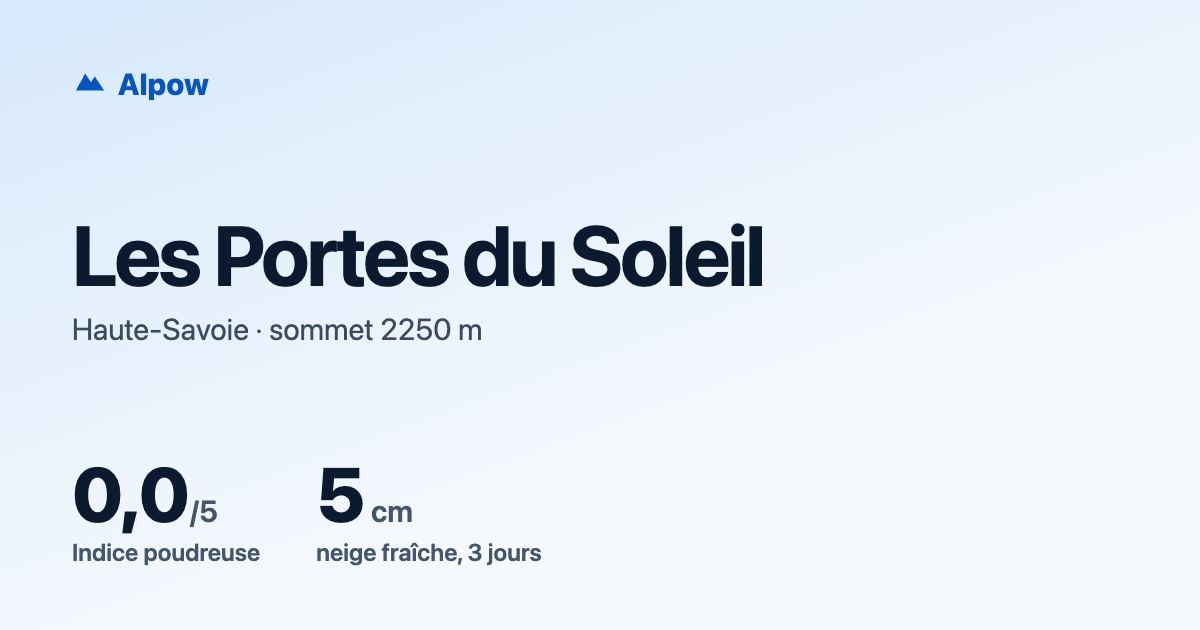 Alpow
Les Portes du Soleil
Haute-Savoie · sommet 2250 m
0,0/5
Indice poudreuse
5 cm
neige fraîche, 3 jours